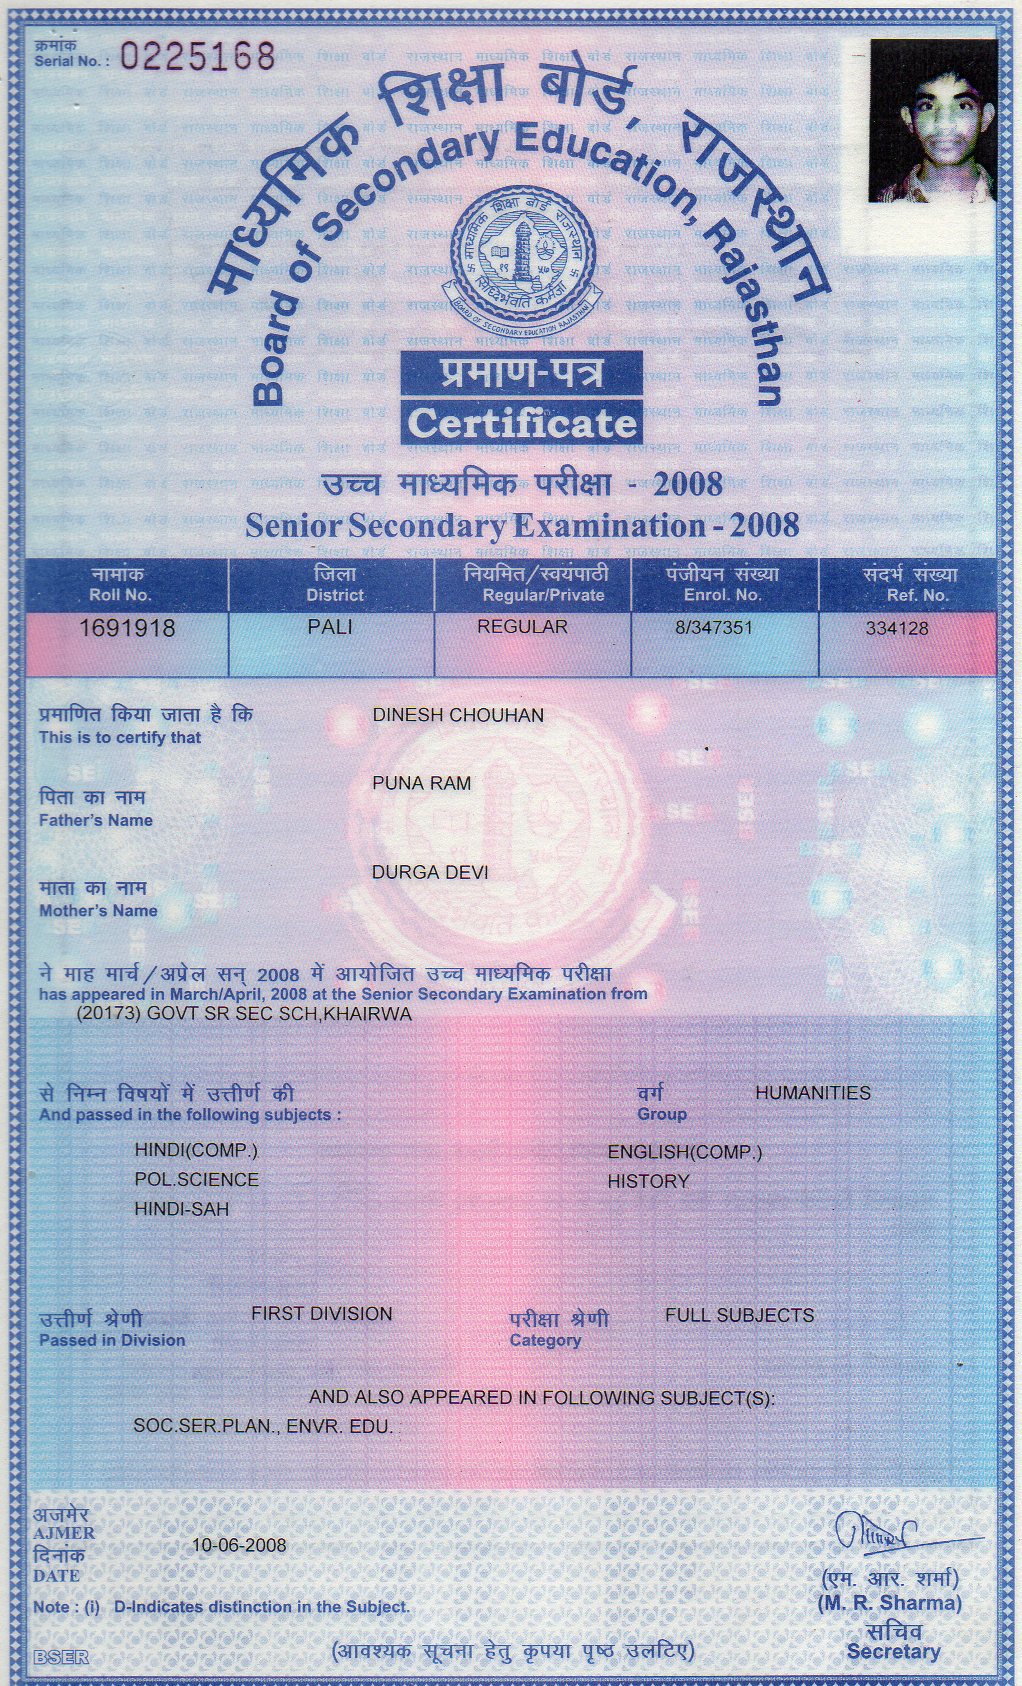 क्रमांक
Serial No. : 0225168
माध्यमिक शिक्षा बोर्ड, राजस्थान
Board of Secondary Education, Rajasthan
माध्यमिक शिक्षा बोर्ड राजस्थान
१९ ५७
सिद्धिर्भवति कर्मजा
BOARD OF SECONDARY EDUCATION RAJASTHAN
प्रमाण-पत्र
Certificate
उच्च माध्यमिक परीक्षा - 2008
Senior Secondary Examination - 2008
नामांक जिला नियमित/स्वयंपाठी पंजीयन संख्या संदर्भ संख्या
Roll No. District Regular/Private Enrol. No. Ref. No.
1691918 PALI REGULAR 8/347351 334128
प्रमाणित किया जाता है कि DINESH CHOUHAN
This is to certify that
PUNA RAM
पिता का नाम
Father's Name
DURGA DEVI
माता का नाम
Mother's Name
ने माह मार्च/अप्रेल सन् 2008 में आयोजित उच्च माध्यमिक परीक्षा
has appeared in March/April, 2008 at the Senior Secondary Examination from
(20173) GOVT SR SEC SCH,KHAIRWA
से निम्न विषयों में उत्तीर्ण की वर्ग HUMANITIES
And passed in the following subjects : Group
HINDI(COMP.) ENGLISH(COMP.)
POL.SCIENCE HISTORY
HINDI-SAH
उत्तीर्ण श्रेणी FIRST DIVISION परीक्षा श्रेणी FULL SUBJECTS
Passed in Division Category
AND ALSO APPEARED IN FOLLOWING SUBJECT(S):
SOC.SER.PLAN., ENVR. EDU.
अजमेर
AJMER
दिनांक 10-06-2008
DATE
(एम. आर. शर्मा)
(M. R. Sharma)
Note : (i) D-Indicates distinction in the Subject.
सचिव
Secretary
BSER (आवश्यक सूचना हेतु कृपया पृष्ठ उलटिए)